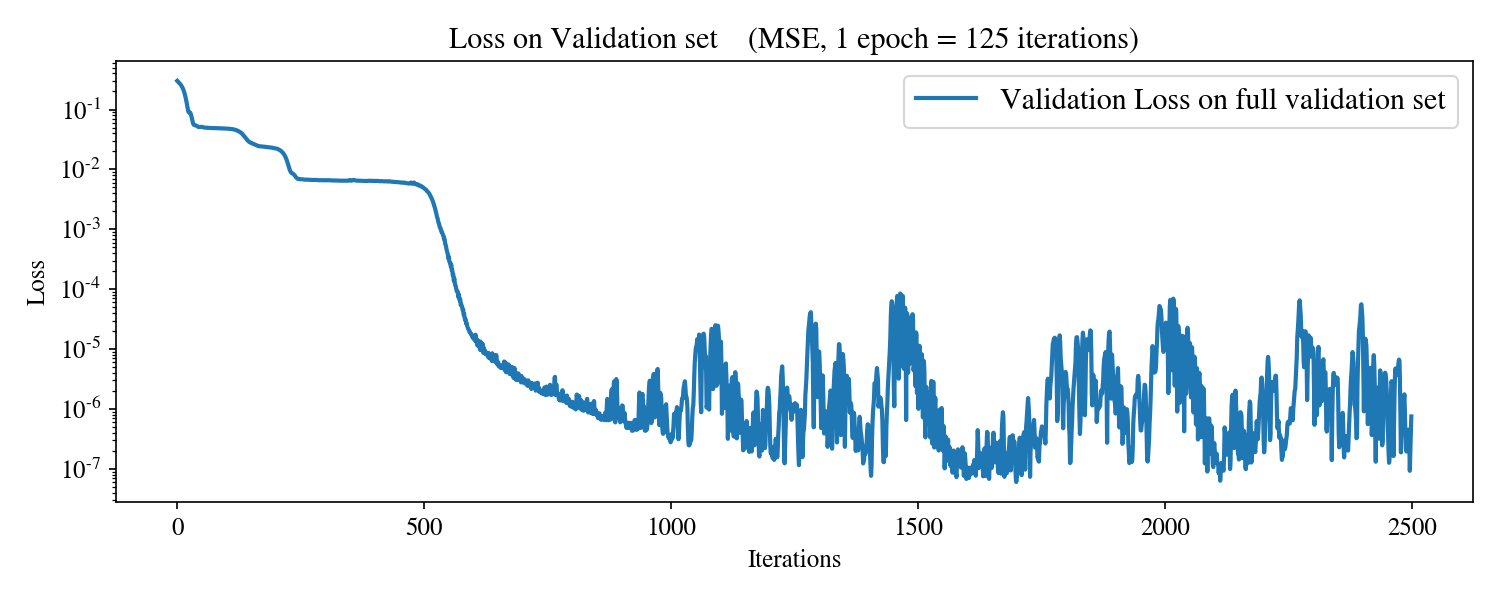 Loss on Validation set (MSE, 1 epoch = 125 iterations)
Validation Loss on full validation set
Loss
10⁻¹
10⁻²
10⁻³
10⁻⁴
10⁻⁵
10⁻⁶
10⁻⁷
0 500 1000 1500 2000 2500
Iterations